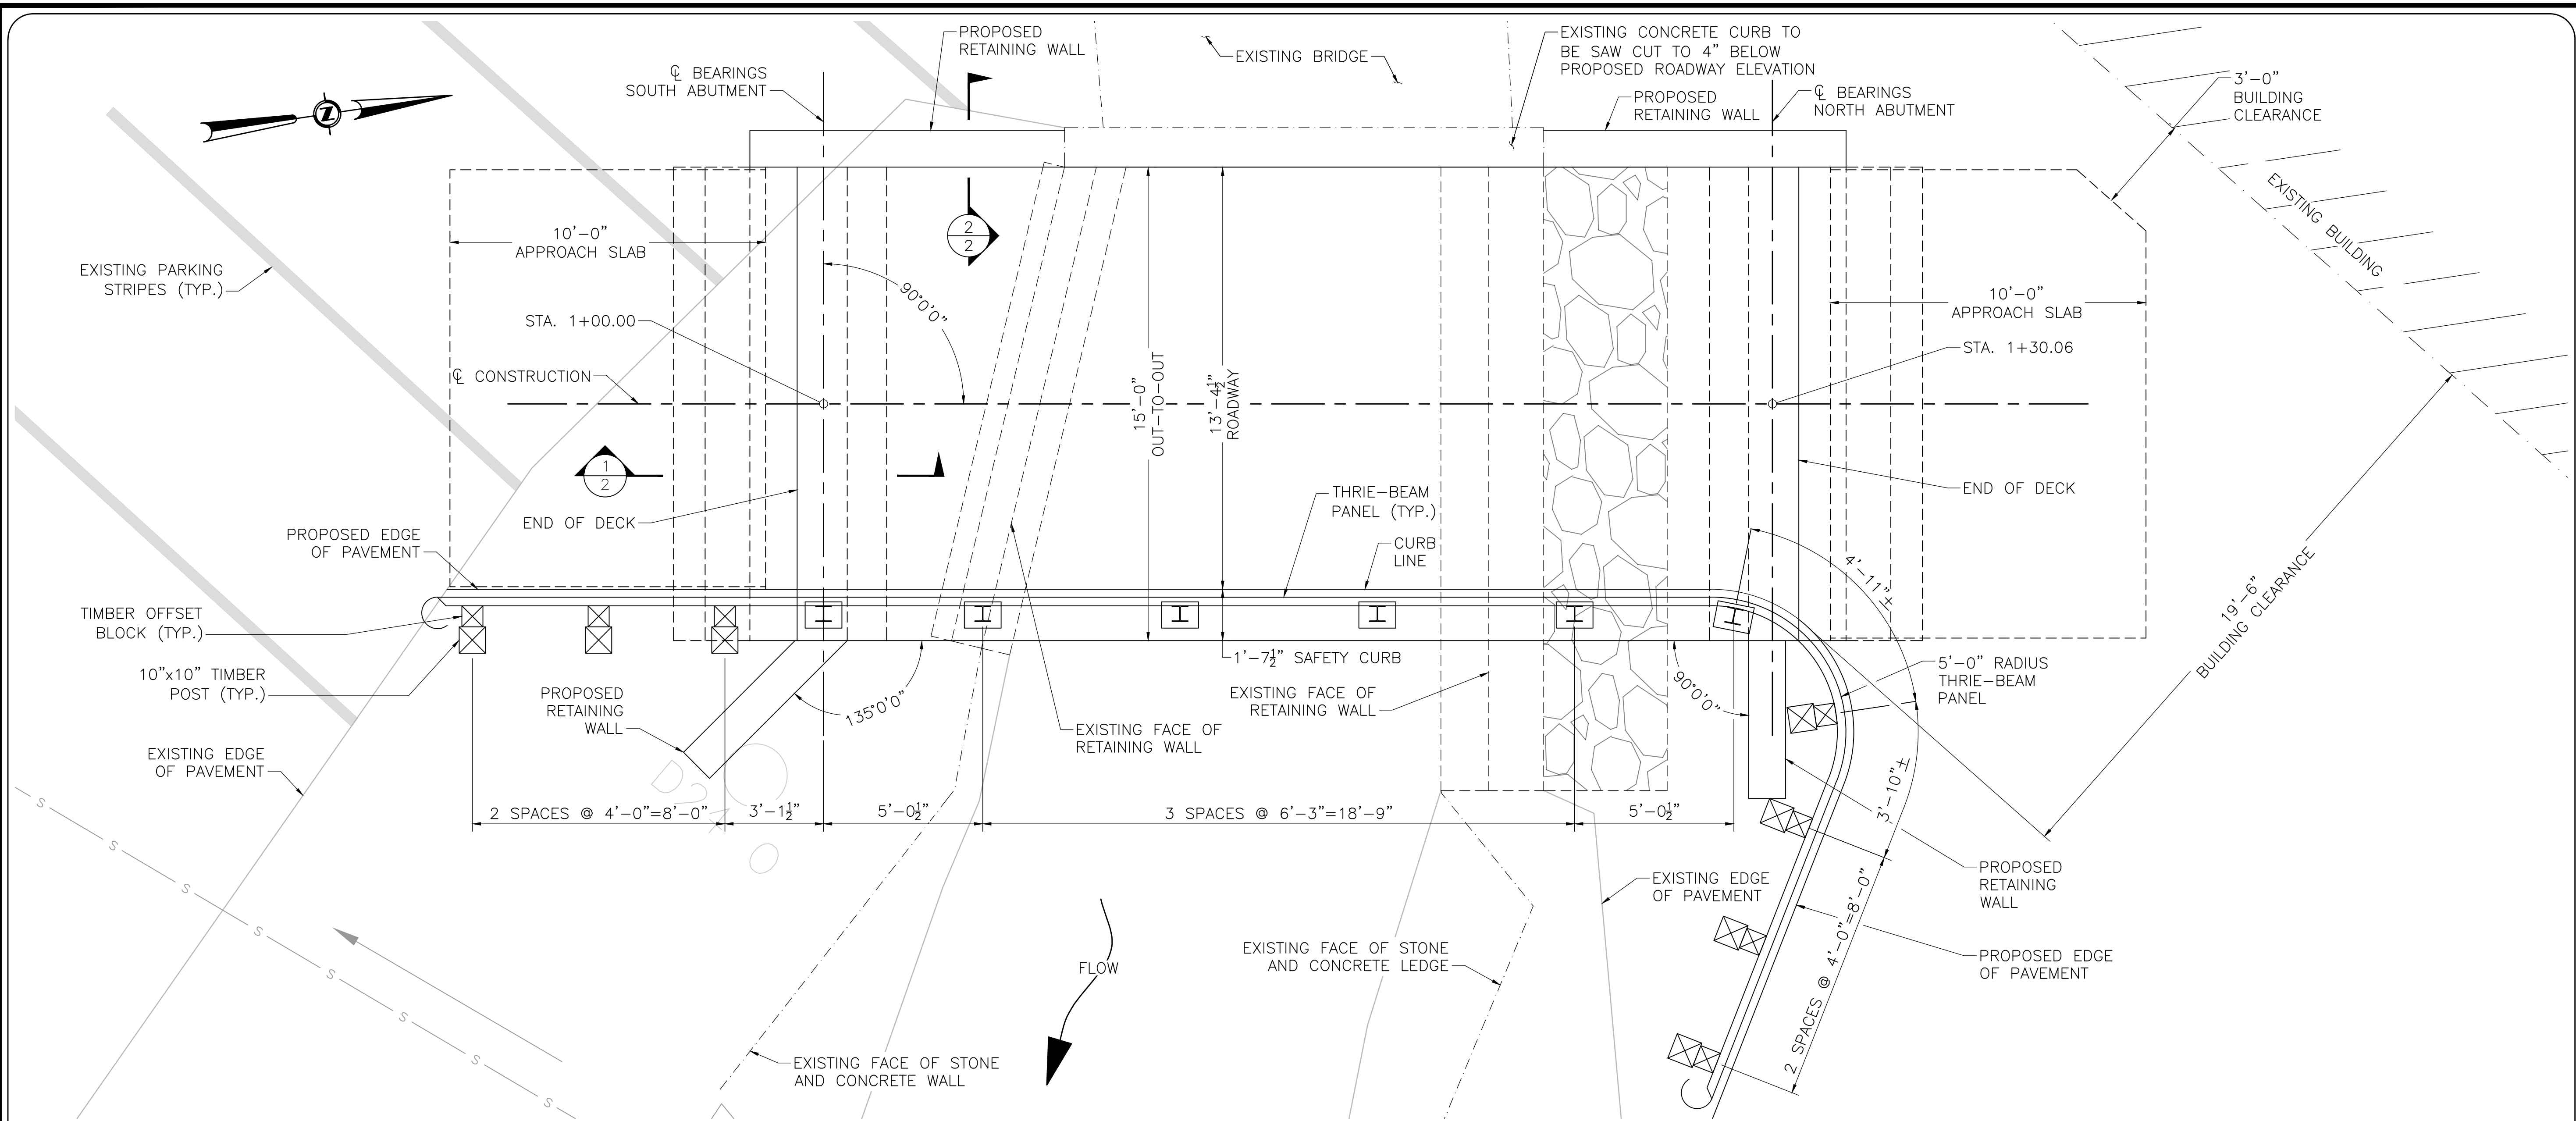 PROPOSED
RETAINING WALL
EXISTING BRIDGE
EXISTING CONCRETE CURB TO
BE SAW CUT TO 4" BELOW
PROPOSED ROADWAY ELEVATION
℄ BEARINGS
SOUTH ABUTMENT
PROPOSED
RETAINING WALL
℄ BEARINGS
NORTH ABUTMENT
3'-0"
BUILDING
CLEARANCE
Z
EXISTING BUILDING
10'-0"
APPROACH SLAB
2
2
EXISTING PARKING
STRIPES (TYP.)
90°0'0"
10'-0"
APPROACH SLAB
STA. 1+00.00
STA. 1+30.06
℄ CONSTRUCTION
15'-0"
OUT-TO-OUT
13'-4½"
ROADWAY
1
2
THRIE-BEAM
PANEL (TYP.)
END OF DECK
END OF DECK
PROPOSED EDGE
OF PAVEMENT
CURB
LINE
4'-11"±
19'-6"
BUILDING CLEARANCE
TIMBER OFFSET
BLOCK (TYP.)
1'-7½" SAFETY CURB
5'-0" RADIUS
THRIE-BEAM
PANEL
10"x10" TIMBER
POST (TYP.)
PROPOSED
RETAINING
WALL
135°0'0"
EXISTING FACE OF
RETAINING WALL
90°0'0"
EXISTING FACE OF
RETAINING WALL
EXISTING EDGE
OF PAVEMENT
2 SPACES @ 4'-0"=8'-0"
3'-1½"
5'-0½"
3 SPACES @ 6'-3"=18'-9"
5'-0½"
3'-10"±
PROPOSED
RETAINING
WALL
EXISTING EDGE
OF PAVEMENT
2 SPACES @ 4'-0"=8'-0"
EXISTING FACE OF STONE
AND CONCRETE LEDGE
PROPOSED EDGE
OF PAVEMENT
FLOW
EXISTING FACE OF STONE
AND CONCRETE WALL
S
S
S
S
S
S
S
S